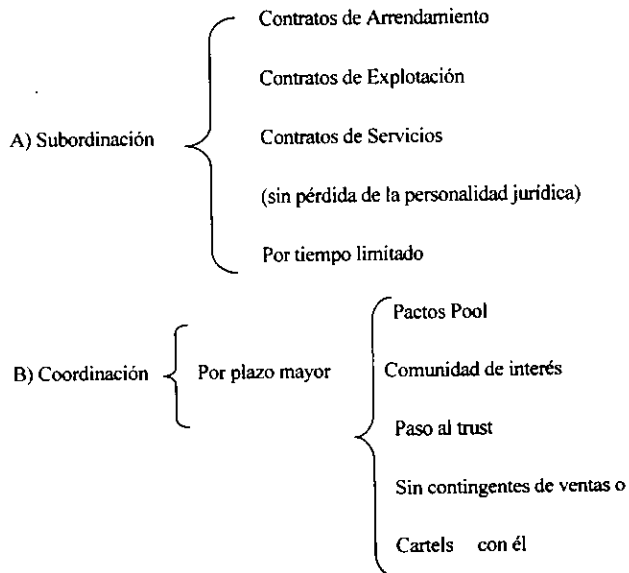 Contratos de Arrendamiento
Contratos de Explotación
A) Subordinación
Contratos de Servicios
(sin pérdida de la personalidad jurídica)
Por tiempo limitado
Pactos Pool
B) Coordinación
Por plazo mayor
Comunidad de interés
Paso al trust
Sin contingentes de ventas o
Cartels con él